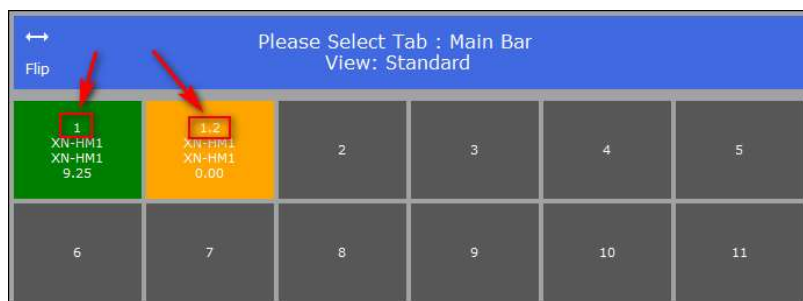 Please Select Tab : Main Bar
Flip
View: Standard
1
XN-HM1
XN-HM1
9.25
1.2
XN-HM1
XN-HM1
0.00
2
3
4
5
6
7
8
9
10
11